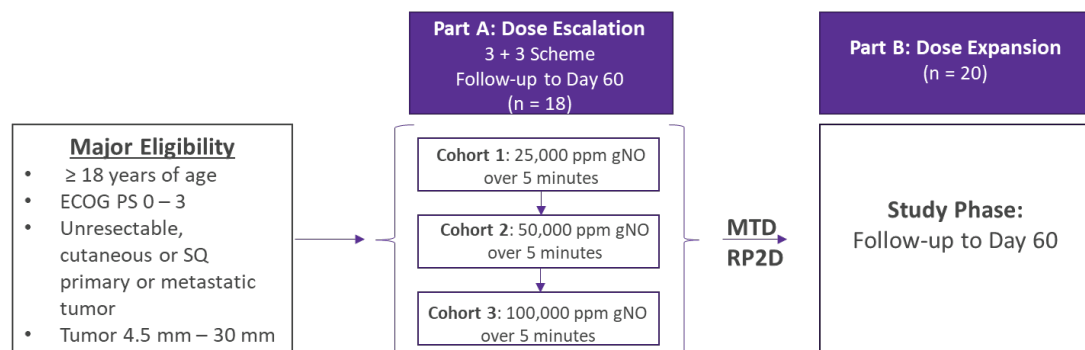 Part A: Dose Escalation
3 + 3 Scheme
Follow-up to Day 60
(n = 18)
Part B: Dose Expansion
(n = 20)
Major Eligibility
• ≥ 18 years of age
• ECOG PS 0 – 3
• Unresectable,
cutaneous or SQ
primary or metastatic
tumor
• Tumor 4.5 mm – 30 mm
Cohort 1: 25,000 ppm gNO
over 5 minutes
Cohort 2: 50,000 ppm gNO
over 5 minutes
Cohort 3: 100,000 ppm gNO
over 5 minutes
MTD
RP2D
Study Phase:
Follow-up to Day 60